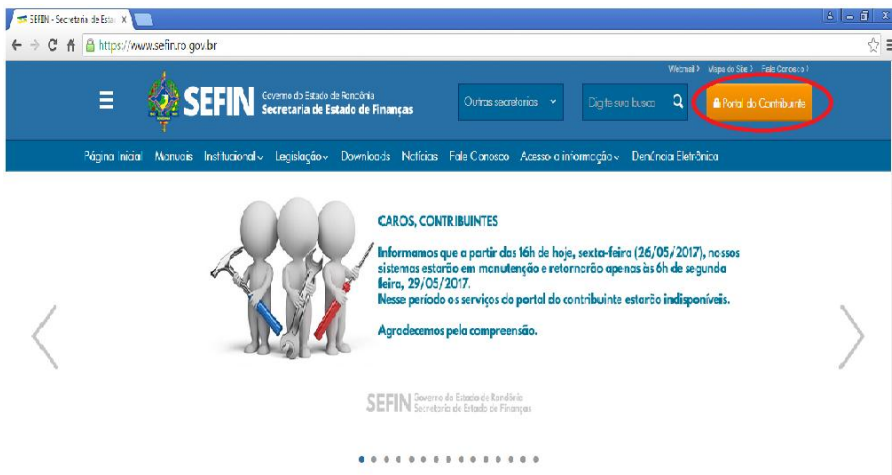 SEFIN - Secretaria de Estac
https://www.sefin.ro.gov.br
Webmail Mapa do Site Fale Conosco
SEFIN
Governo do Estado de Rondônia
Secretaria de Estado de Finanças
Outras secretarias
Digite sua busca
Portal do Contribuinte
Página Inicial Manuais Institucional Legislação Downloads Notícias Fale Conosco Acesso a informação Denúncia Eletrônica
CAROS, CONTRIBUINTES
Informamos que a partir das 16h de hoje, sexta-feira (26/05/2017), nossos
sistemas estarão em manutenção e retornarão apenas às 6h de segunda
feira, 29/05/2017.
Nesse período os serviços do portal do contribuinte estarão indisponíveis.
Agradecemos pela compreensão.
SEFIN
Governo do Estado de Rondônia
Secretaria de Estado de Finanças